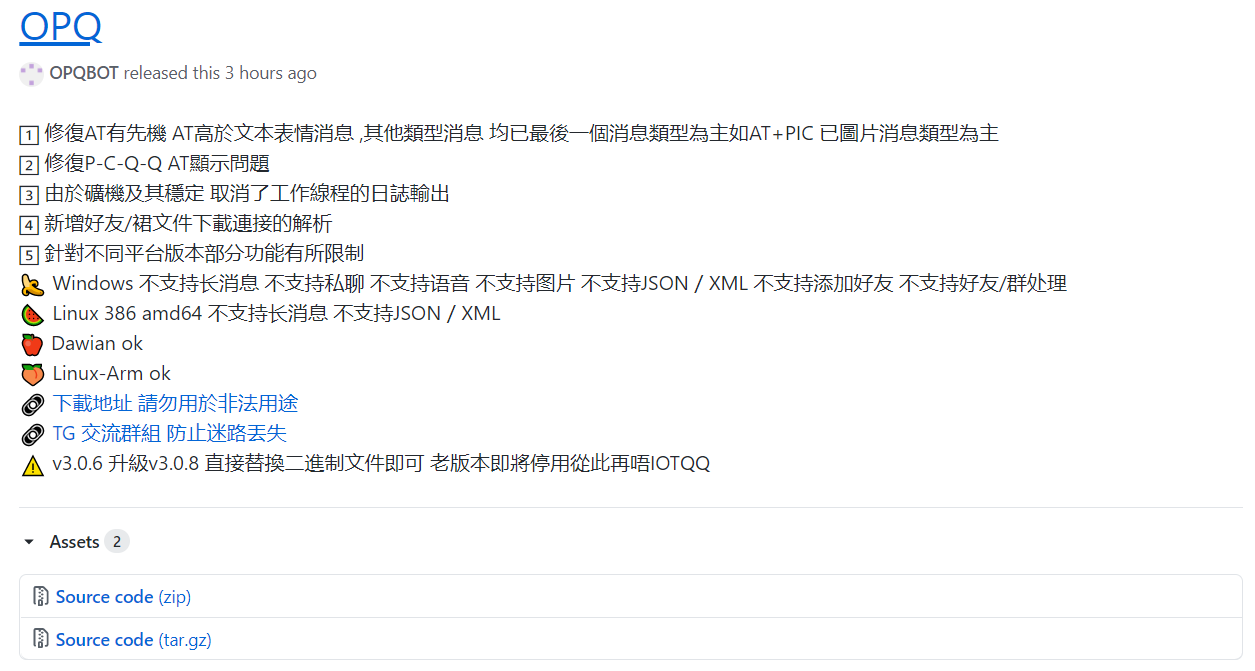 OPQ
OPQBOT released this 3 hours ago
1 修復AT有先機 AT高於文本表情消息 ,其他類型消息 均已最後一個消息類型為主如AT+PIC 已圖片消息類型為主
2 修復P-C-Q-Q AT顯示問題
3 由於礦機及其穩定 取消了工作線程的日誌輸出
4 新增好友/裙文件下載連接的解析
5 針對不同平台版本部分功能有所限制
Windows 不支持长消息 不支持私聊 不支持语音 不支持图片 不支持JSON / XML 不支持添加好友 不支持好友/群处理
Linux 386 amd64 不支持长消息 不支持JSON / XML
Dawian ok
Linux-Arm ok
下載地址 請勿用於非法用途
TG 交流群組 防止迷路丟失
v3.0.6 升級v3.0.8 直接替換二進制文件即可 老版本即將停用從此再唔IOTQQ
Assets 2
Source code (zip)
Source code (tar.gz)